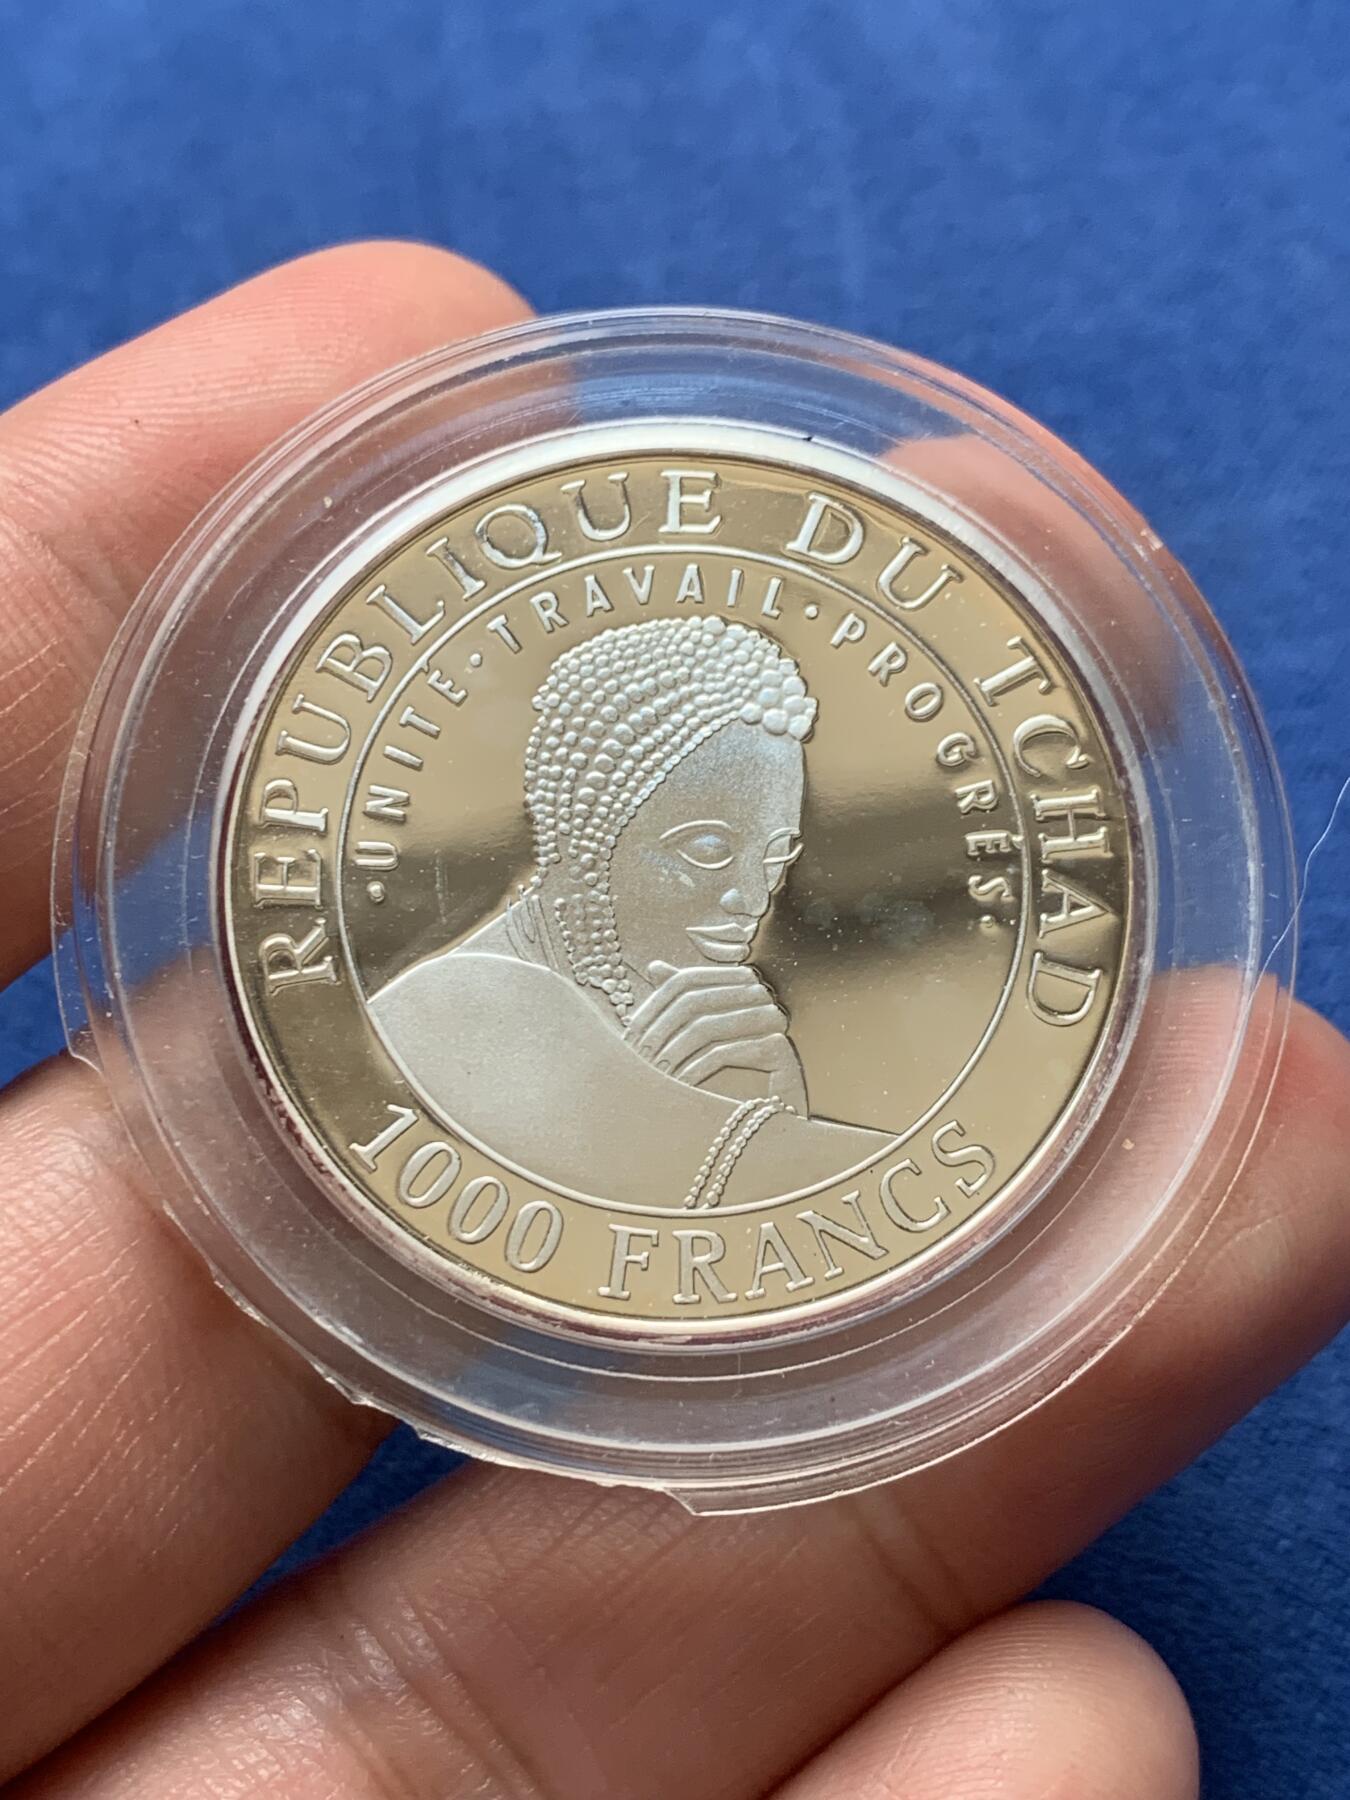 REPUBLIQUE DU TCHAD
·UNITE·TRAVAIL·PROGRÈS·
1000 FRANCS